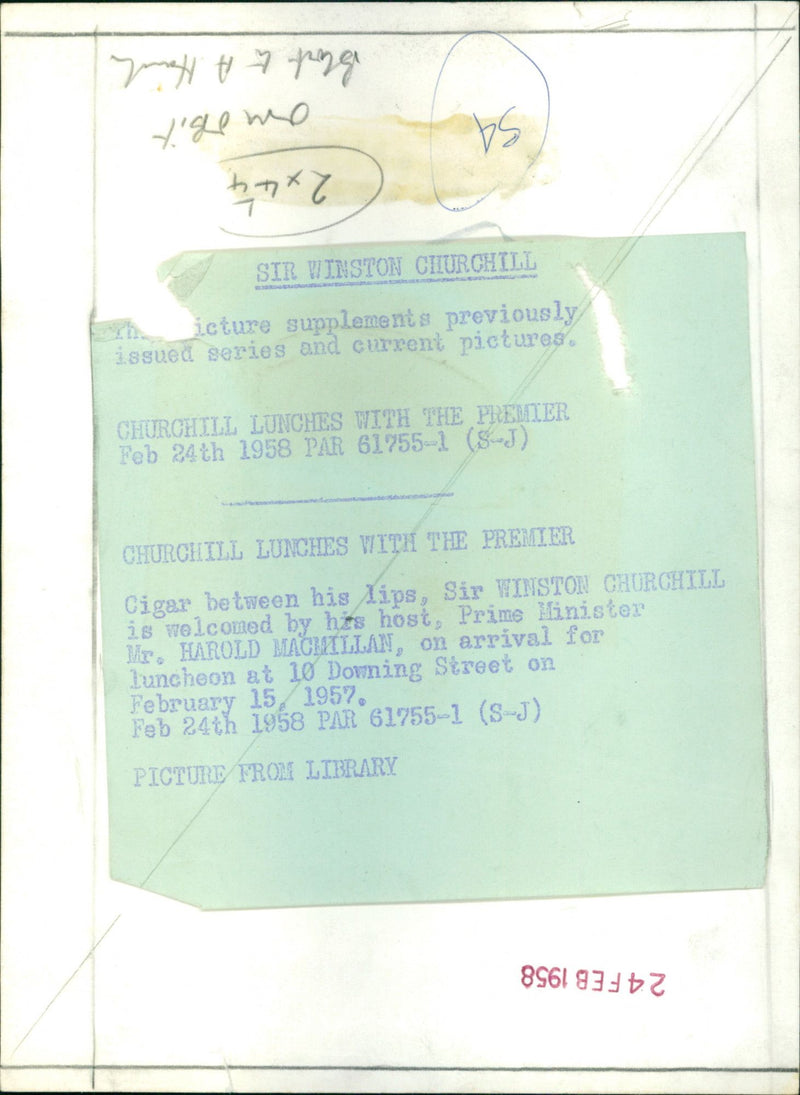 2 x 4
SIR WINSTON CHURCHILL
icture supplements previously
issued series and current pictures.
CHURCHILL LUNCHES WITH THE PREMIER
Feb 24th 1958 PAR 61755-1 (S-J)
CHURCHILL LUNCHES WITH THE PREMIER
Cigar between his lips, Sir WINSTON CHURCHILL
is welcomed by his host, Prime Minister
Mr. HAROLD MACMILLAN, on arrival for
luncheon at 10 Downing Street on
February 15, 1957.
Feb 24th 1958 PAR 61755-1 (S-J)
PICTURE FROM LIBRARY
24 FEB 1958